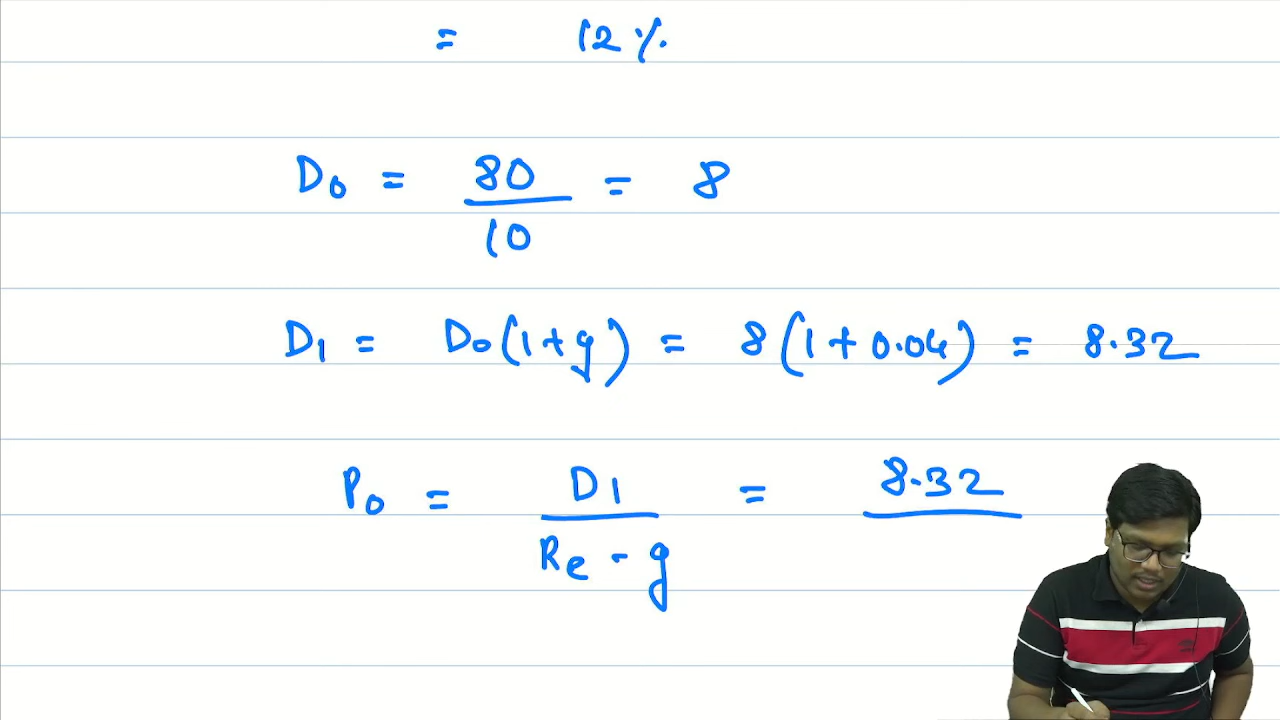 = 12%
D₀ = 80/10 = 8
D₁ = D₀(1+g) = 8(1+0.04) = 8.32
P₀ = D₁/(Re - g) = 8.32